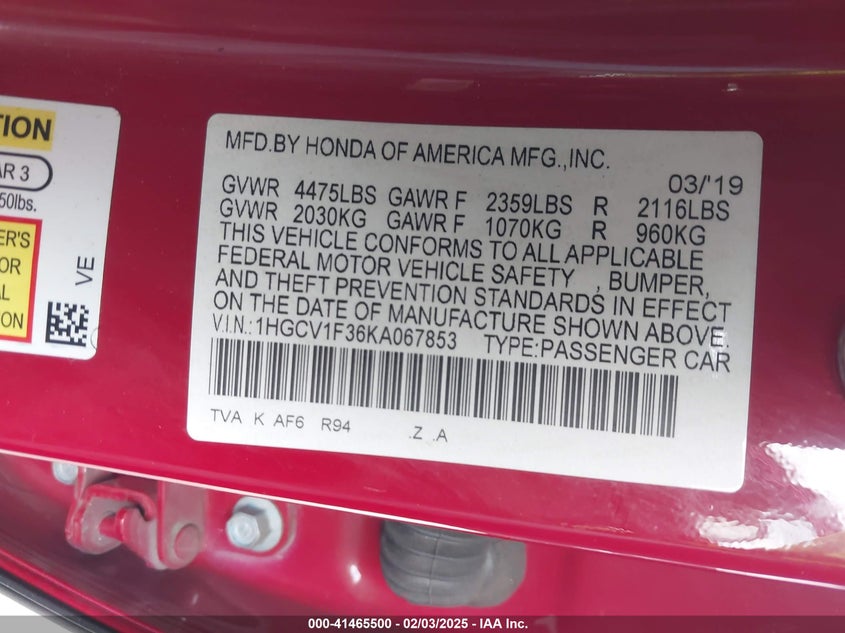 TION
AR 3
50lbs.
ER'S
OR
AL
ION
VE
MFD.BY HONDA OF AMERICA MFG.,INC.
03/'19
GVWR 4475LBS GAWR F 2359LBS R 2116LBS
GVWR 2030KG GAWR F 1070KG R 960KG
THIS VEHICLE CONFORMS TO ALL APPLICABLE
FEDERAL MOTOR VEHICLE SAFETY , BUMPER,
AND THEFT PREVENTION STANDARDS IN EFFECT
ON THE DATE OF MANUFACTURE SHOWN ABOVE.
V.I.N.:1HGCV1F36KA067853 TYPE:PASSENGER CAR
TVA K AF6 R94 .Z .A
000-41465500 - 02/03/2025 - IAA Inc.